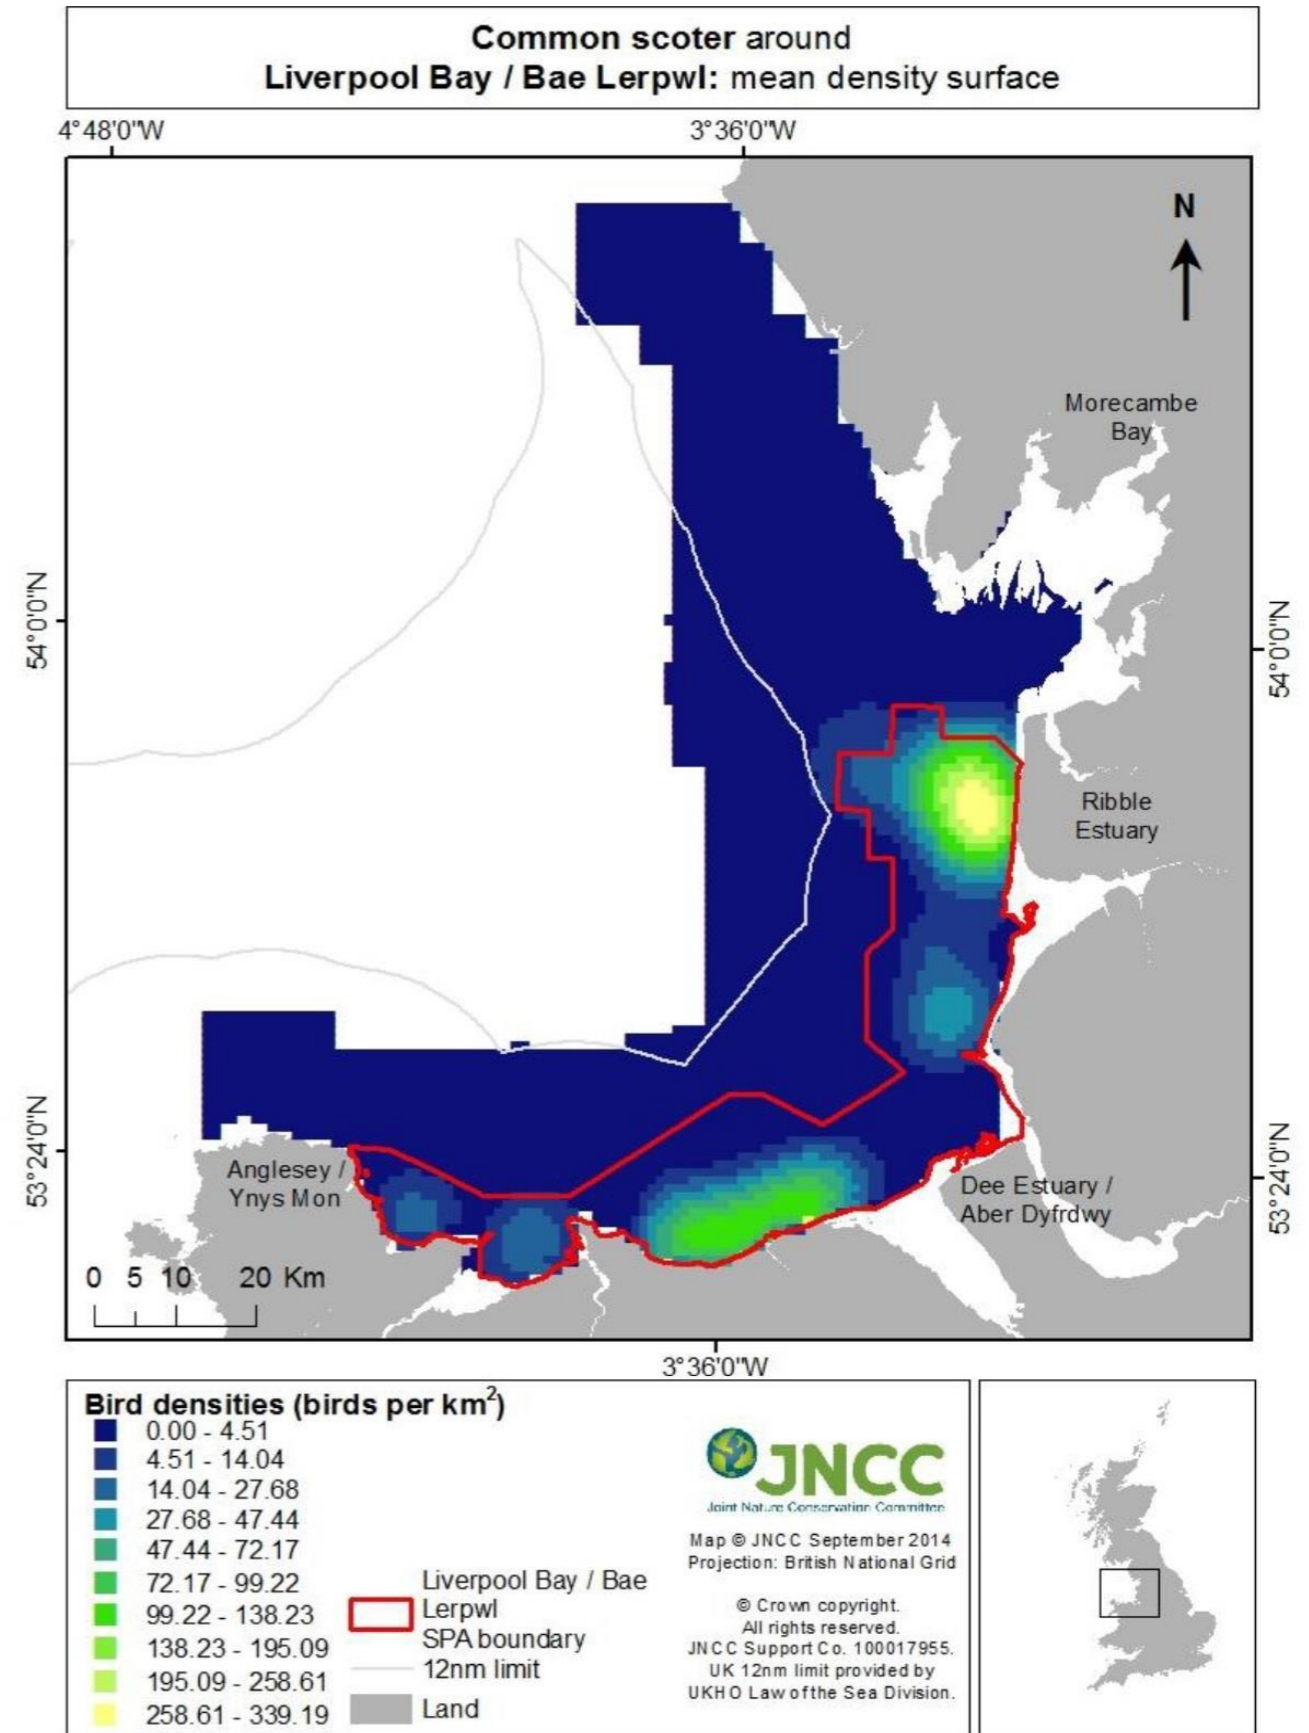 Common scoter around
Liverpool Bay / Bae Lerpwl: mean density surface
4°48'0"W
3°36'0"W
N
Morecambe
Bay
54°0'0"N
54°0'0"N
Ribble
Estuary
53°24'0"N
53°24'0"N
Anglesey /
Ynys Mon
Dee Estuary /
Aber Dyfrdwy
0 5 10 20 Km
3°36'0"W
Bird densities (birds per km²)
0.00 - 4.51
4.51 - 14.04
14.04 - 27.68
27.68 - 47.44
47.44 - 72.17
72.17 - 99.22
99.22 - 138.23
138.23 - 195.09
195.09 - 258.61
258.61 - 339.19
Liverpool Bay / Bae
Lerpwl
SPA boundary
12nm limit
Land
JNCC
Joint Nature Conservation Committee
Map © JNCC September 2014
Projection: British National Grid
© Crown copyright.
All rights reserved.
JNCC Support Co. 100017955.
UK 12nm limit provided by
UKHO Law of the Sea Division.